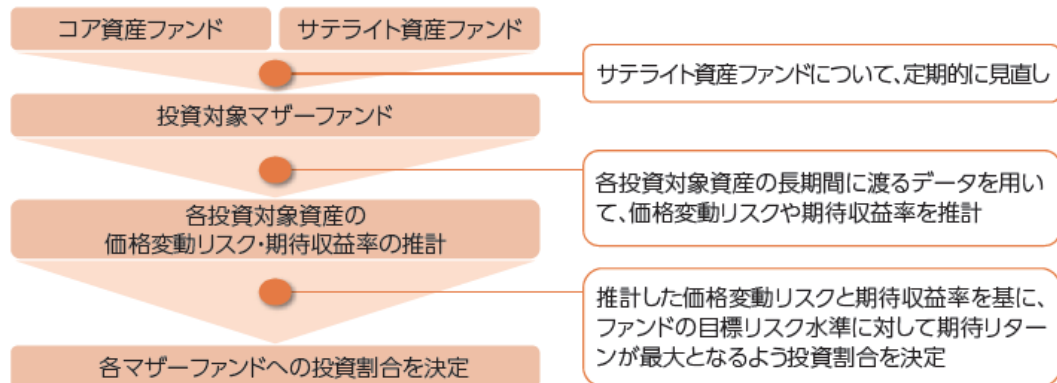 コア資産ファンド
サテライト資産ファンド
サテライト資産ファンドについて、定期的に見直し
投資対象マザーファンド
各投資対象資産の長期間に渡るデータを用い
て、価格変動リスクや期待収益率を推計
各投資対象資産の
価格変動リスク・期待収益率の推計
推計した価格変動リスクと期待収益率を基に、
ファンドの目標リスク水準に対して期待リター
ンが最大となるよう投資割合を決定
各マザーファンドへの投資割合を決定